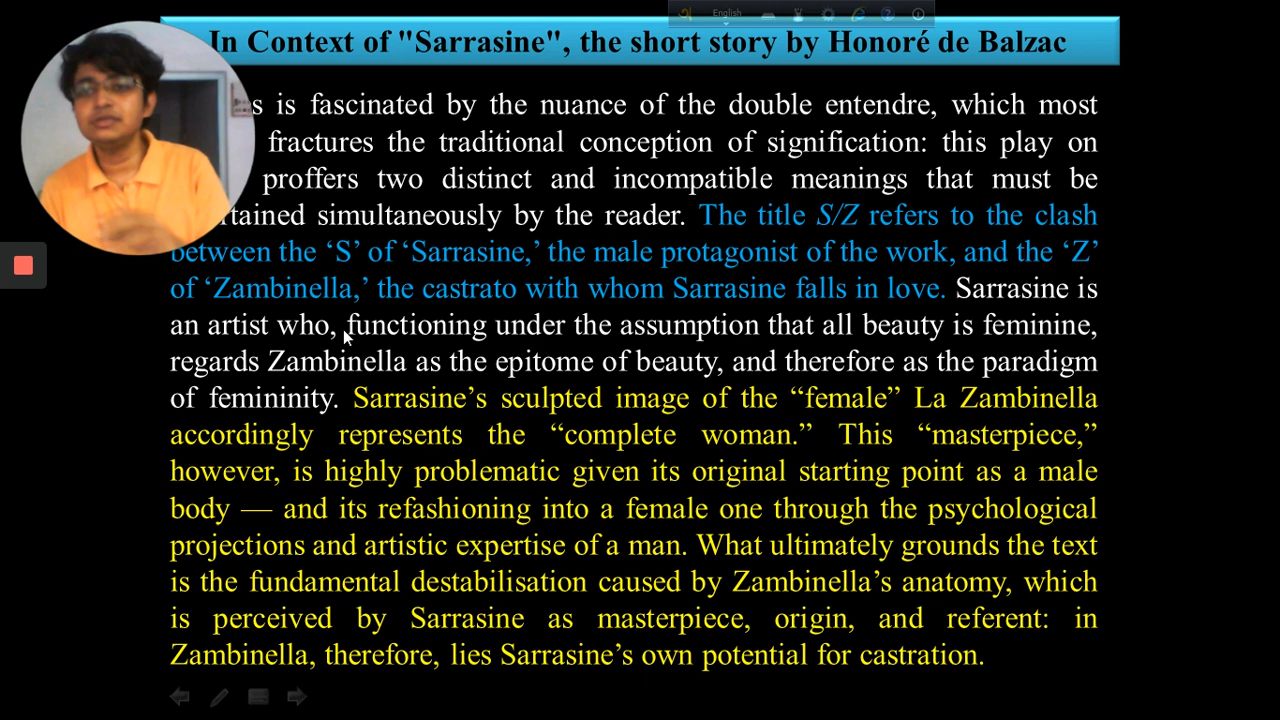 English
In Context of "Sarrasine", the short story by Honoré de Balzac
is fascinated by the nuance of the double entendre, which most
fractures the traditional conception of signification: this play on
proffers two distinct and incompatible meanings that must be
simultaneously by the reader. The title S/Z refers to the clash
between the ‘S’ of ‘Sarrasine,’ the male protagonist of the work, and the ‘Z’
of ‘Zambinella,’ the castrato with whom Sarrasine falls in love. Sarrasine is
an artist who, functioning under the assumption that all beauty is feminine,
regards Zambinella as the epitome of beauty, and therefore as the paradigm
of femininity. Sarrasine’s sculpted image of the “female” La Zambinella
accordingly represents the “complete woman.” This “masterpiece,”
however, is highly problematic given its original starting point as a male
body — and its refashioning into a female one through the psychological
projections and artistic expertise of a man. What ultimately grounds the text
is the fundamental destabilisation caused by Zambinella’s anatomy, which
is perceived by Sarrasine as masterpiece, origin, and referent: in
Zambinella, therefore, lies Sarrasine’s own potential for castration.